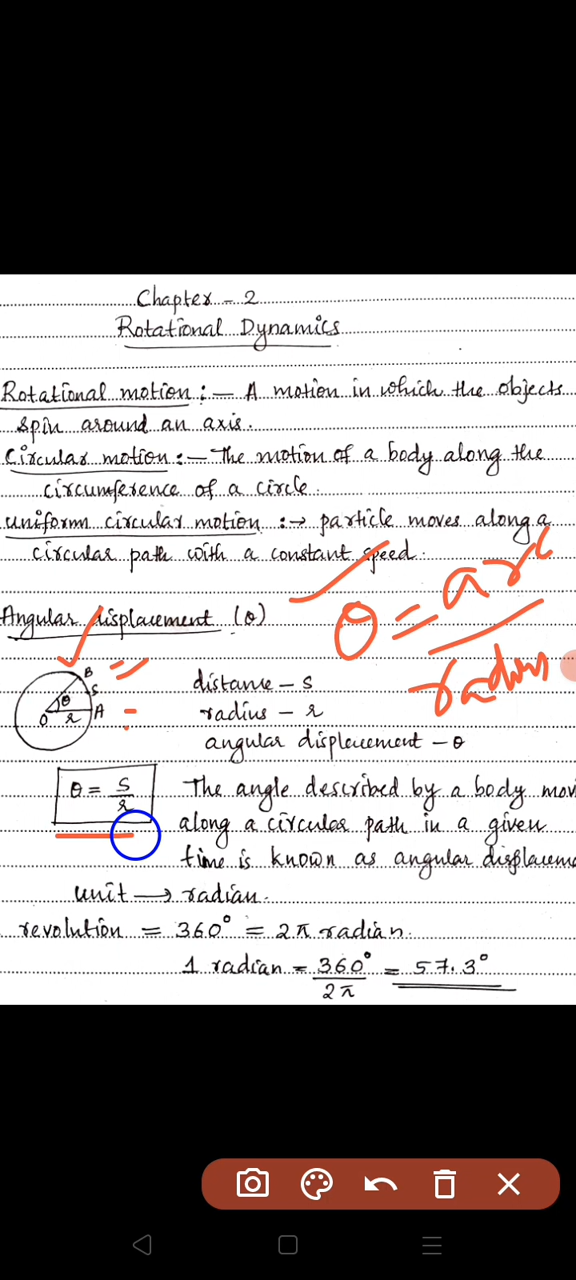 Chapter - 2
Rotational Dynamics
Rotational motion :- A motion in which the objects
spin around an axis.
Circular motion :- The motion of a body along the
circumference of a circle.
uniform circular motion :→ particle moves along a
circular path with a constant speed.
Angular displacement (θ)
θ = arc
radius
B
S
θ
O r A
distance - s
radius - r
angular displacement - θ
θ = s
r
The angle described by a body mov
along a circular path in a given
time is known as angular displacem
unit → radian.
revolution = 360° = 2π radian.
1 radian = 360° = 57.3°
2π